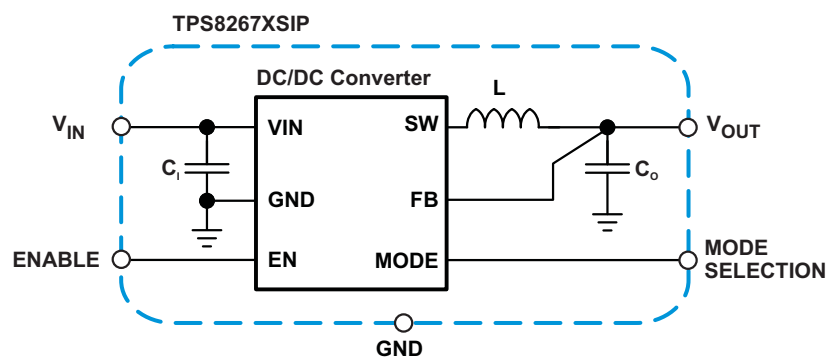 TPS8267XSIP
DC/DC Converter
L
VIN
VIN
SW
VOUT
CI
CO
GND
FB
ENABLE
EN
MODE
MODE
SELECTION
GND